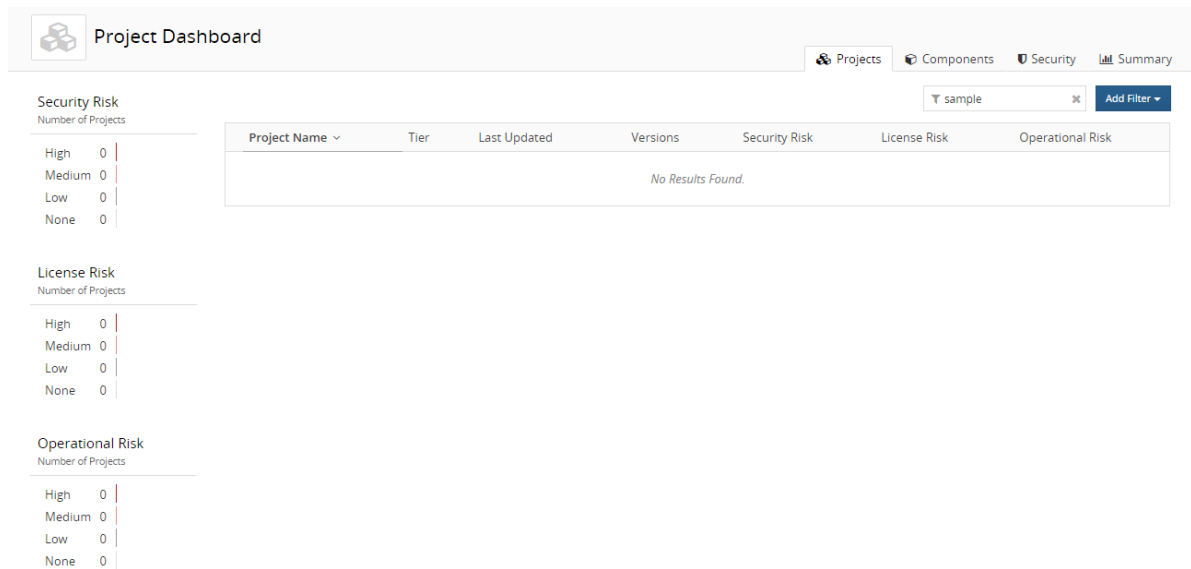 Project Dashboard
Projects Components Security Summary
sample Add Filter
Security Risk
Number of Projects
High 0
Medium 0
Low 0
None 0
Project Name Tier Last Updated Versions Security Risk License Risk Operational Risk
No Results Found.
License Risk
Number of Projects
High 0
Medium 0
Low 0
None 0
Operational Risk
Number of Projects
High 0
Medium 0
Low 0
None 0